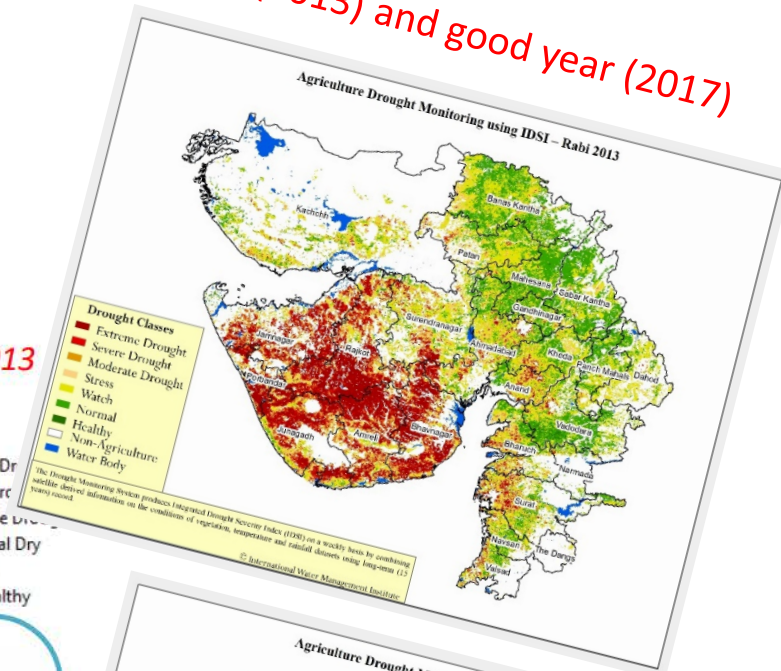 and good year (2017)
Agriculture Drought Monitoring using IDSI – Rabi 2013
Kachchh
Banas Kantha
Patan
Mahesana
Sabar Kantha
Gandhinagar
Surendranagar
Ahmadabad
Kheda
Panch Mahals
Dahod
Jamnagar
Rajkot
Anand
Porbandar
Vadodara
Junagadh
Amreli
Bhavnagar
Bharuch
Narmada
Surat
Navsari
The Dangs
Valsad
Drought Classes
Extreme Drought
Severe Drought
Moderate Drought
Stress
Watch
Normal
Healthy
Non-Agriculture
Water Body
The Drought Monitoring System produces Integrated Drought Severity Index (IDSI) on a weekly basis by combining
satellite derived information on the conditions of vegetation, temperature and rainfall datasets using long-term (15
years) record.
© International Water Management Institute
13
al Dry
lthy
Agriculture Drought